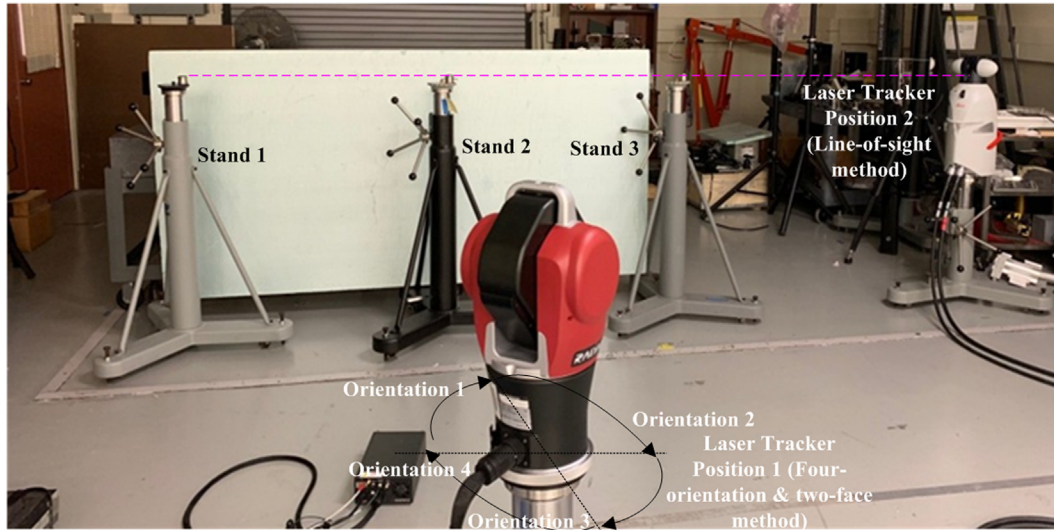 Laser Tracker
Position 2
(Line-of-sight
method)
Stand 1
Stand 2
Stand 3
Orientation 1
Orientation 2
Laser Tracker
Position 1 (Four-
orientation & two-face
method)
Orientation 4
Orientation 3